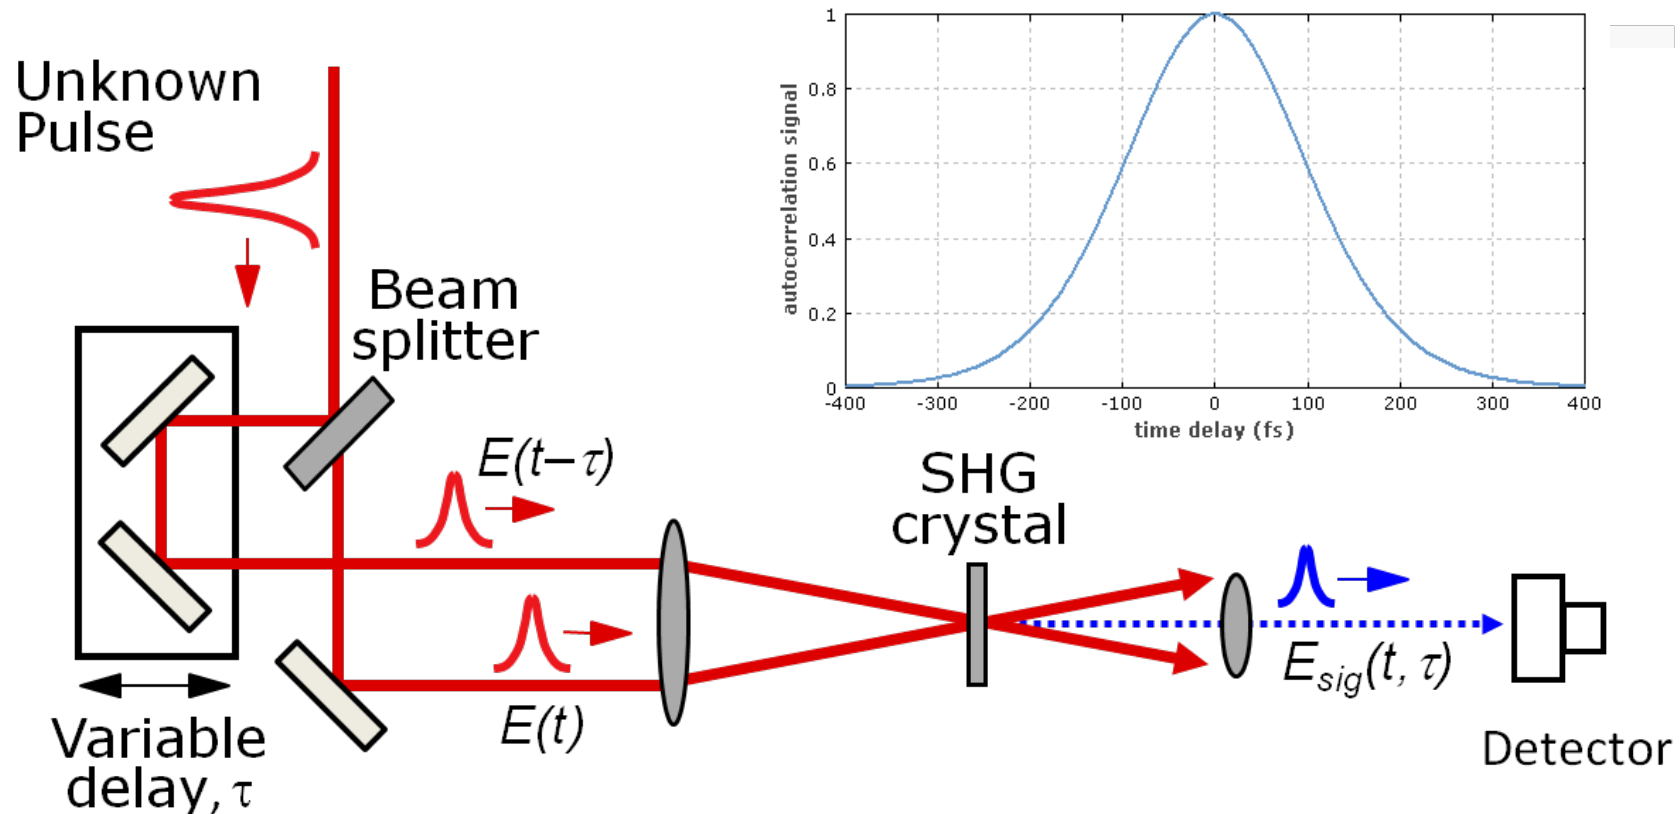 Unknown
Pulse
Beam
splitter
E(t–τ)
SHG
crystal
E(t)
E_sig(t, τ)
Variable
delay, τ
Detector
autocorrelation signal
1
0.8
0.6
0.4
0.2
0
-400 -300 -200 -100 0 100 200 300 400
time delay (fs)